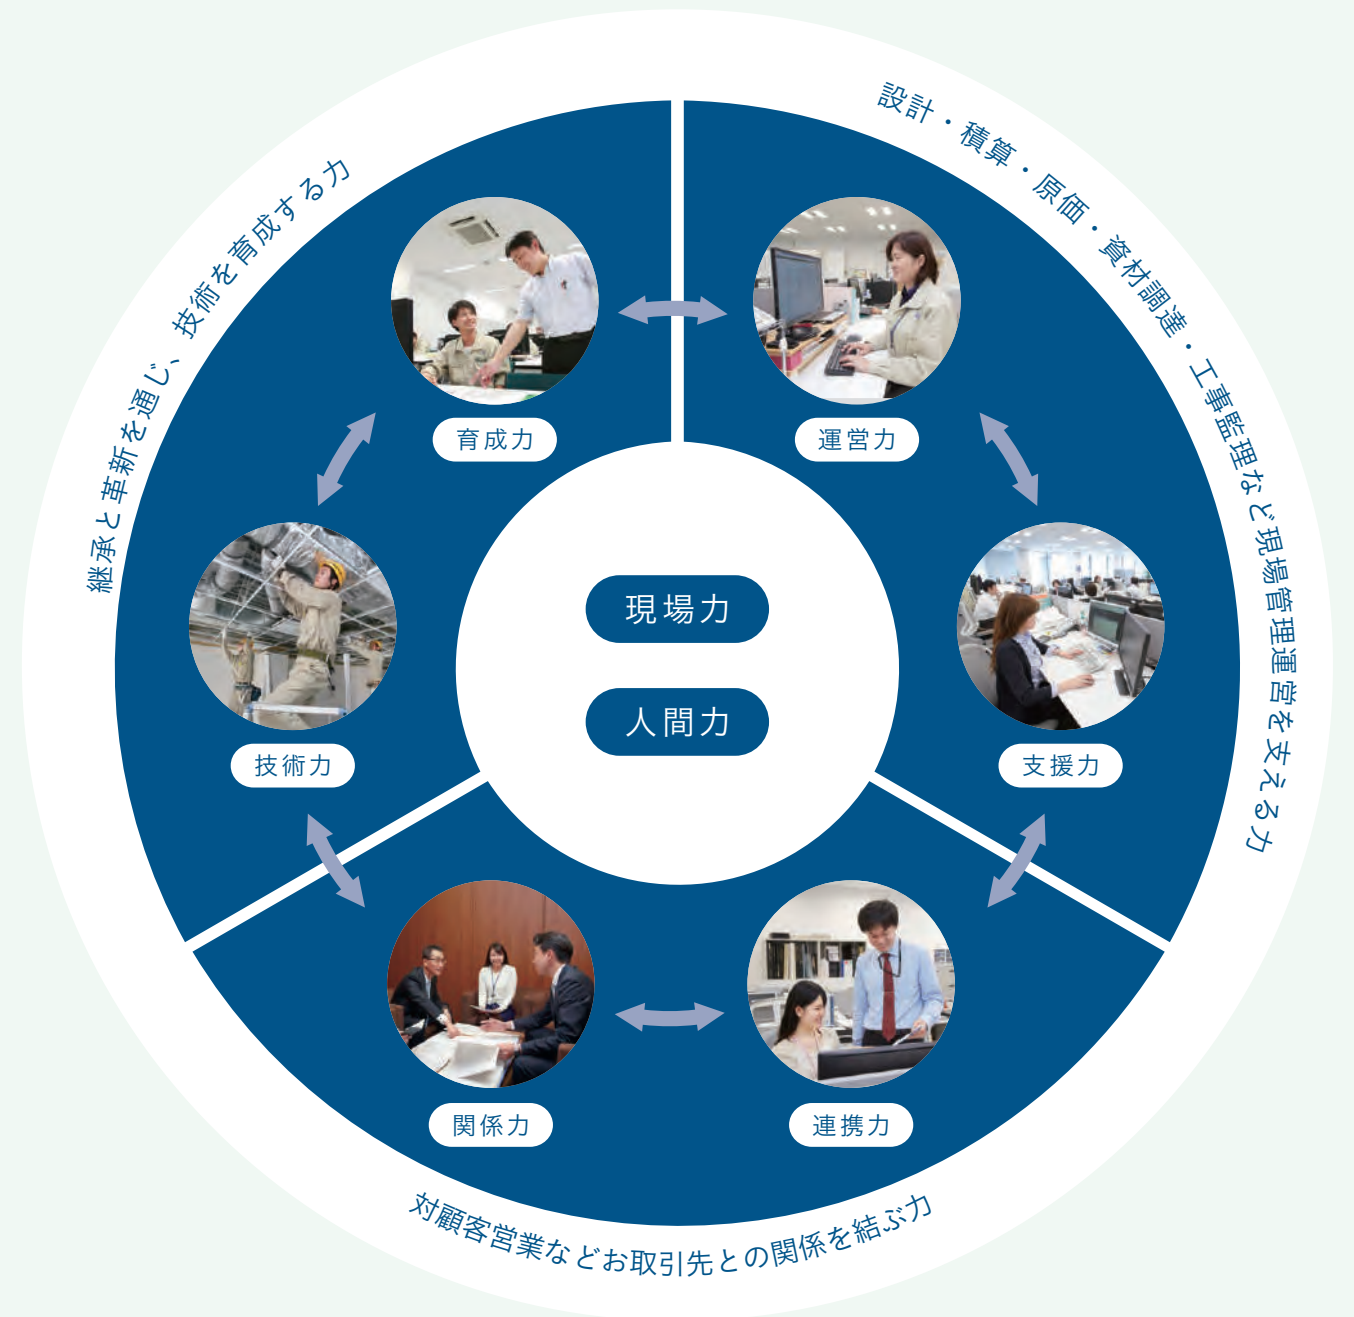 継承と革新を通じ、技術を育成する力
設計・積算・原価・資材調達・工事監理など現場管理運営を支える力
育成力
運営力
現場力
人間力
技術力
支援力
関係力
連携力
対顧客営業などお取引先との関係を結ぶ力